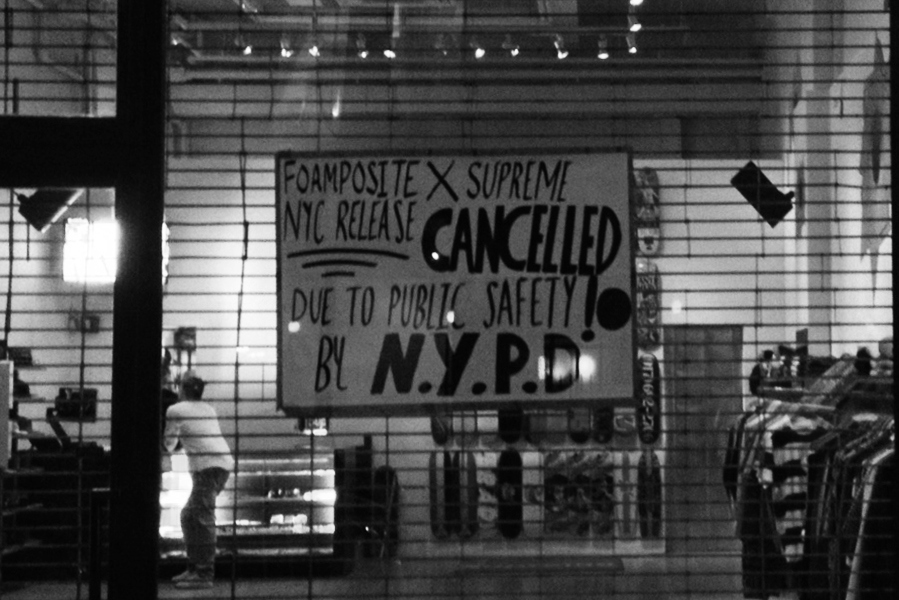 FOAMPOSITE X SUPREME
NYC RELEASE CANCELLED
DUE TO PUBLIC SAFETY!
BY N.Y.P.D